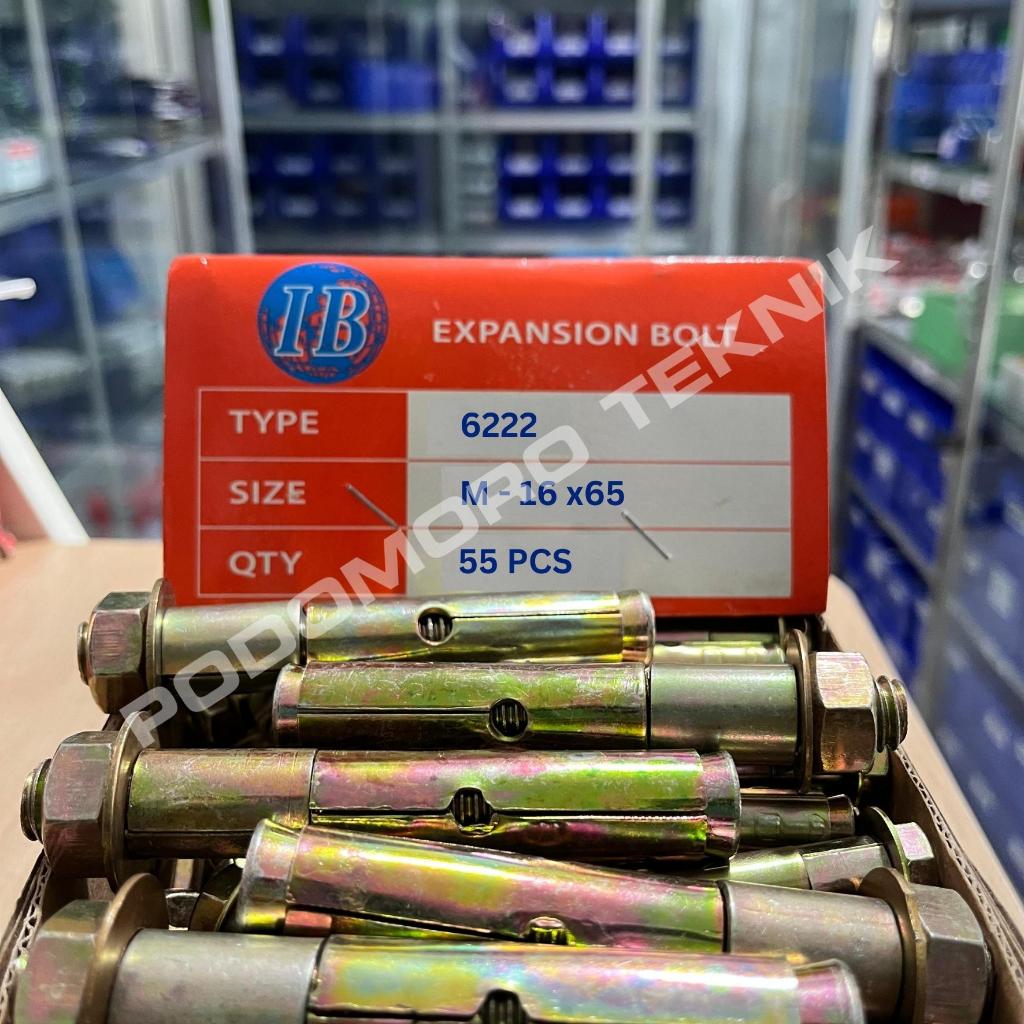 IB
EXPANSION BOLT
TYPE 6222
SIZE M - 16 x65
QTY 55 PCS
PODOMORO TEKNIK